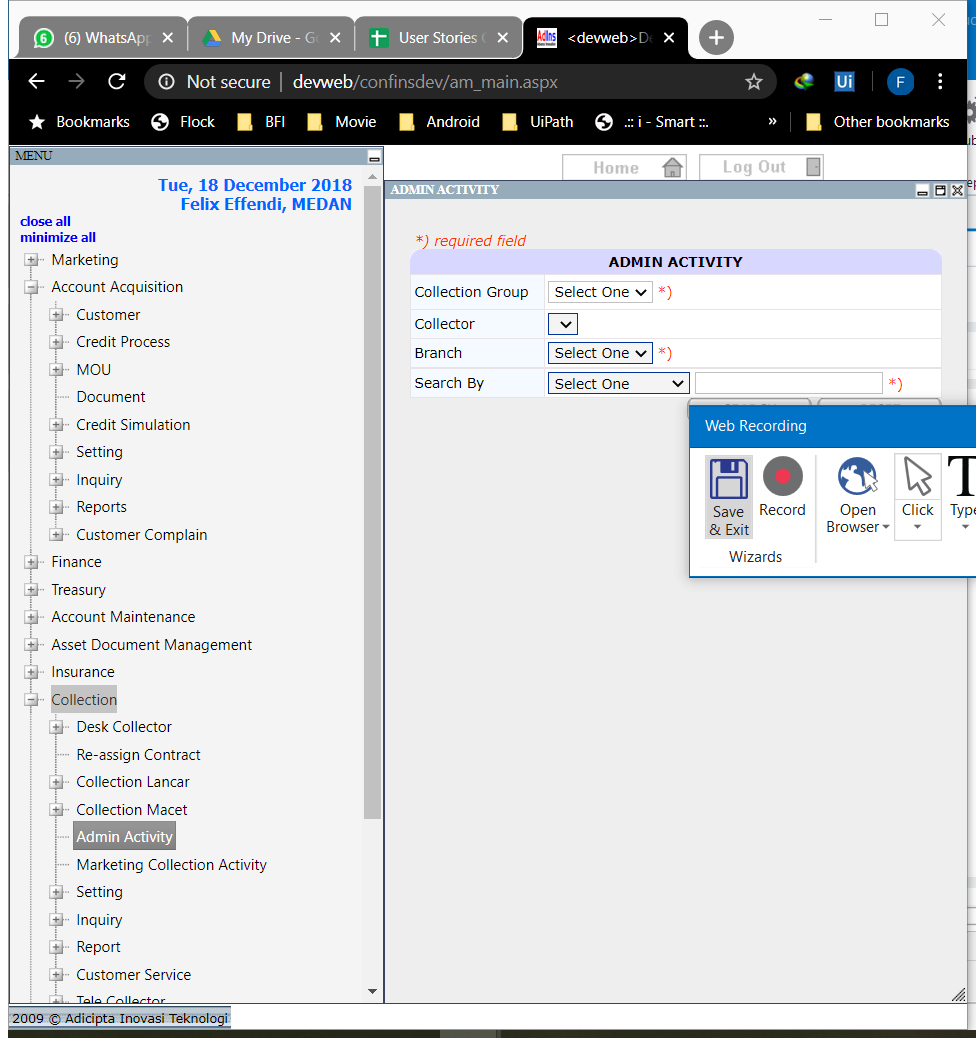 (6) WhatsApp
My Drive - Go
User Stories
<devweb>D
Not secure | devweb/confinsdev/am_main.aspx
F
Bookmarks
Flock
BFI
Movie
Android
UiPath
.:: i - Smart ::.
»
Other bookmarks
MENU
Home
Log Out
Tue, 18 December 2018
Felix Effendi, MEDAN
close all
minimize all
Marketing
Account Acquisition
Customer
Credit Process
MOU
Document
Credit Simulation
Setting
Inquiry
Reports
Customer Complain
Finance
Treasury
Account Maintenance
Asset Document Management
Insurance
Collection
Desk Collector
Re-assign Contract
Collection Lancar
Collection Macet
Admin Activity
Marketing Collection Activity
Setting
Inquiry
Report
Customer Service
Tele Collector
ADMIN ACTIVITY
*) required field
ADMIN ACTIVITY
Collection Group Select One *)
Collector
Branch Select One *)
Search By Select One *)
Web Recording
Save
& Exit
Record
Wizards
Open
Browser
Click
Type
2009 © Adicipta Inovasi Teknologi